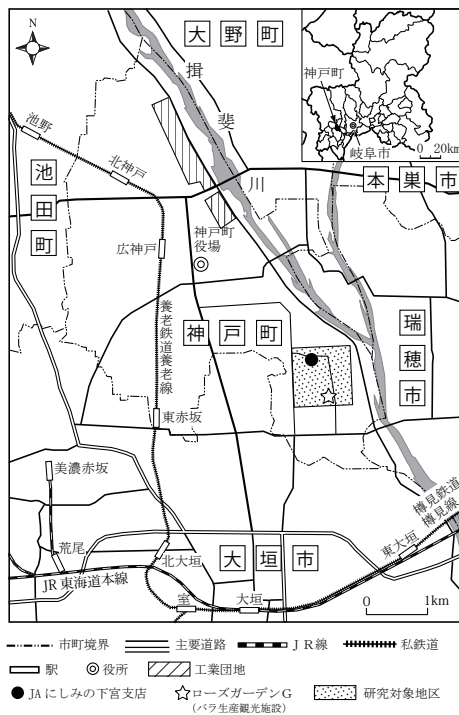 N
大野町
揖斐川
神戸町
岐阜市
0 20km
池野
北神戸
池田町
本巣市
広神戸
神戸町
役場
養老鉄道養老線
神戸町
瑞穂市
東赤坂
美濃赤坂
樽見鉄道
樽見線
荒尾
北大垣
大垣市
東大垣
JR東海道本線
室
大垣
0 1km
市町境界
主要道路
JR線
私鉄道
駅
役所
工業団地
JAにしみの下宮支店
ローズガーデンG
(バラ生産観光施設)
研究対象地区